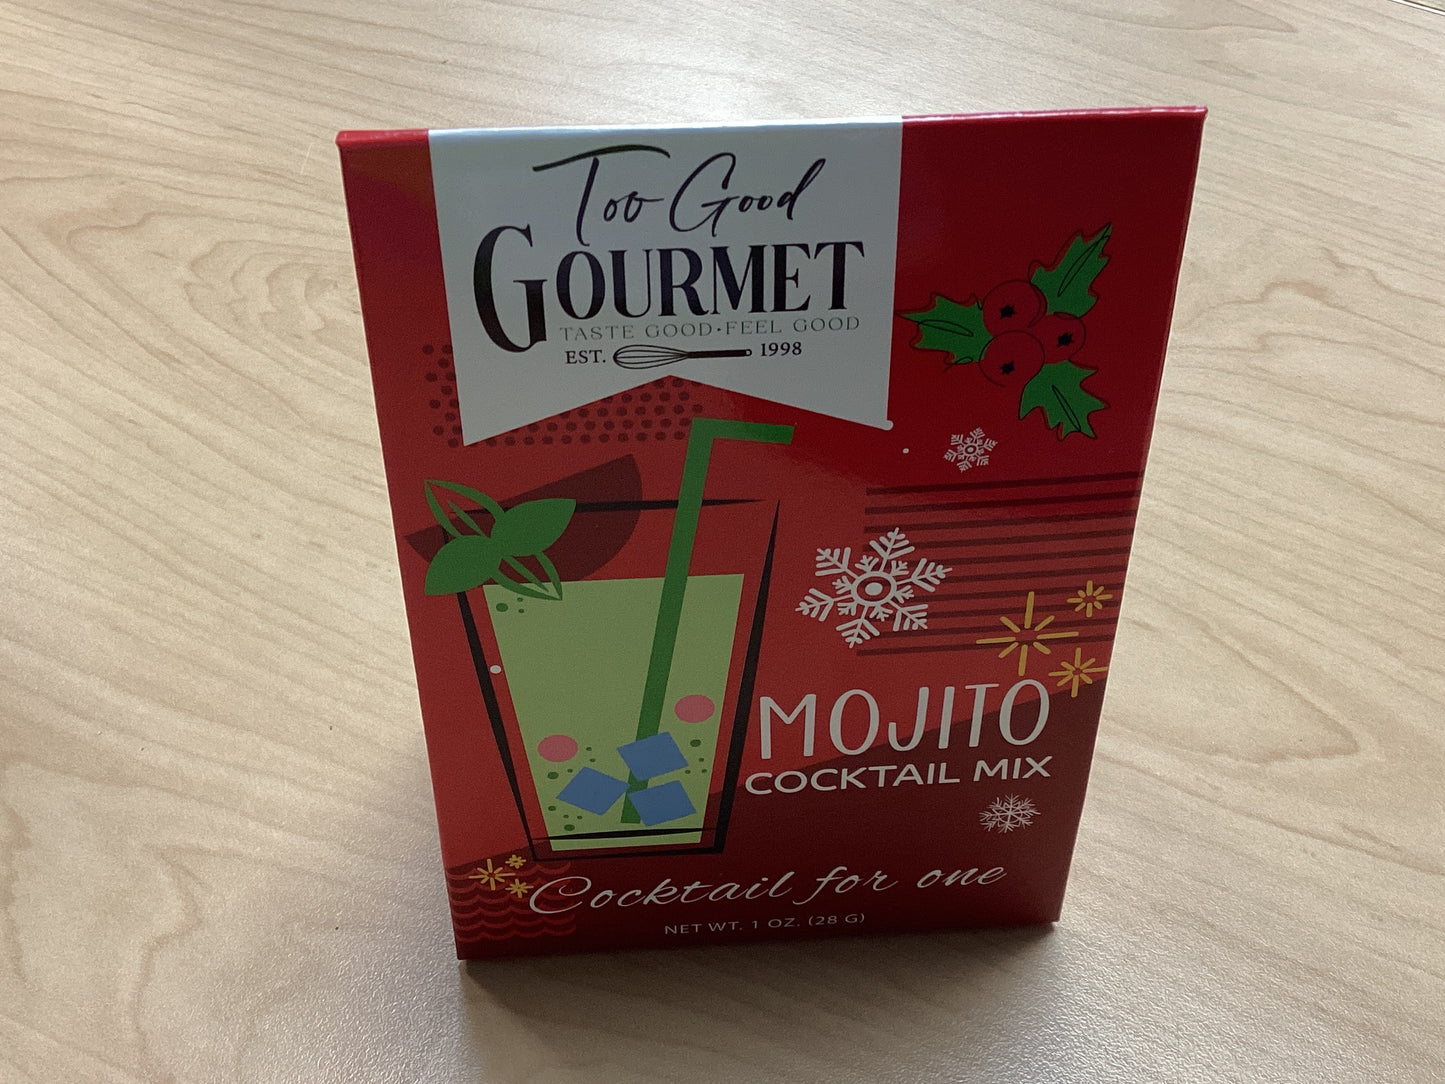 Too Good
GOURMET
TASTE GOOD•FEEL GOOD
EST. 1998
MOJITO
COCKTAIL MIX
Cocktail for one
NET WT. 1 OZ. (28 G)